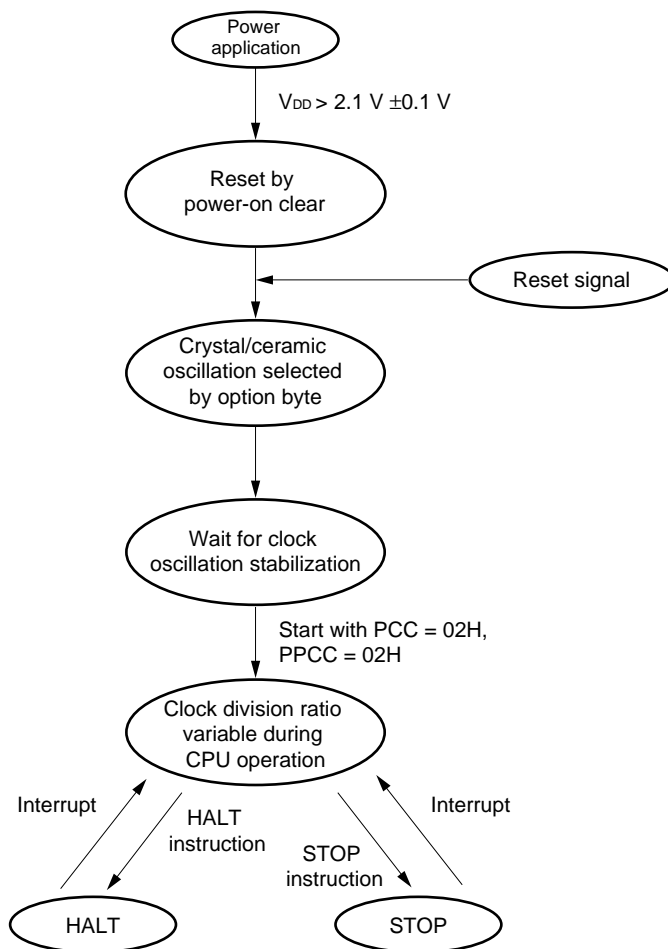 Power
application
VDD > 2.1 V ±0.1 V
Reset by
power-on clear
Reset signal
Crystal/ceramic
oscillation selected
by option byte
Wait for clock
oscillation stabilization
Start with PCC = 02H,
PPCC = 02H
Clock division ratio
variable during
CPU operation
Interrupt
HALT
instruction
STOP
instruction
Interrupt
HALT
STOP